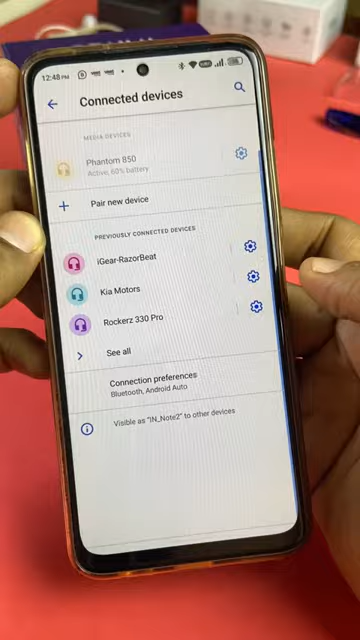 12:48 PM
Connected devices
MEDIA DEVICES
Phantom 850
Active, 60% battery
Pair new device
PREVIOUSLY CONNECTED DEVICES
iGear-RazorBeat
Kia Motors
Rockerz 330 Pro
See all
Connection preferences
Bluetooth, Android Auto
Visible as "IN_Note2" to other devices